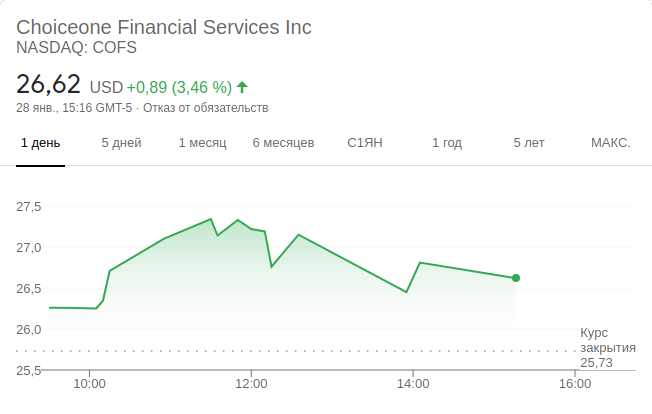 Choiceone Financial Services Inc
NASDAQ: COFS
26,62 USD +0,89 (3,46 %)
28 янв., 15:16 GMT-5 · Отказ от обязательств
1 день 5 дней 1 месяц 6 месяцев С1ЯН 1 год 5 лет МАКС.
27,5
27,0
26,5
26,0
Курс
закрытия
25,73
25,5
10:00 12:00 14:00 16:00